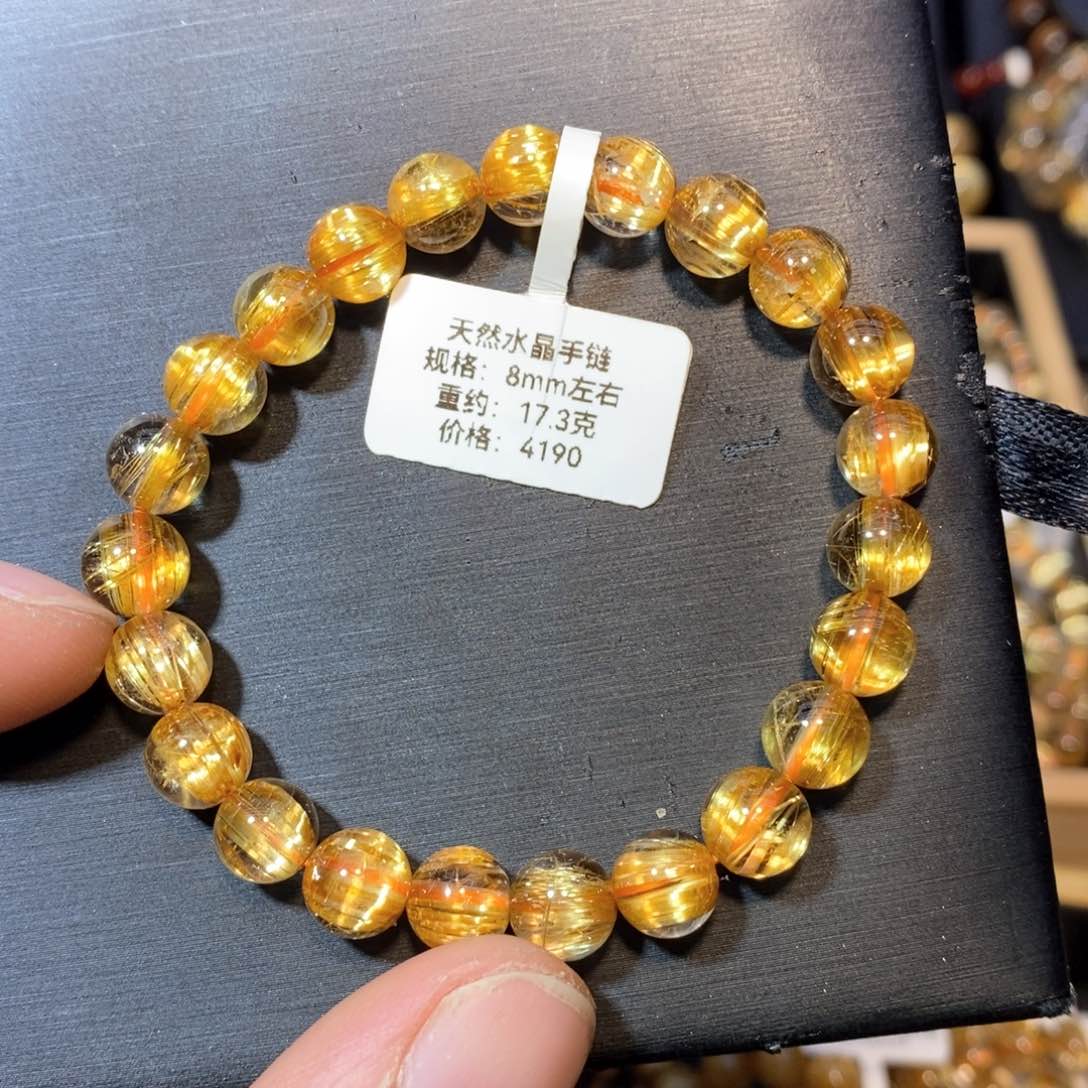 天然水晶手链
规格：8mm左右
重约：17.3克
价格：4190